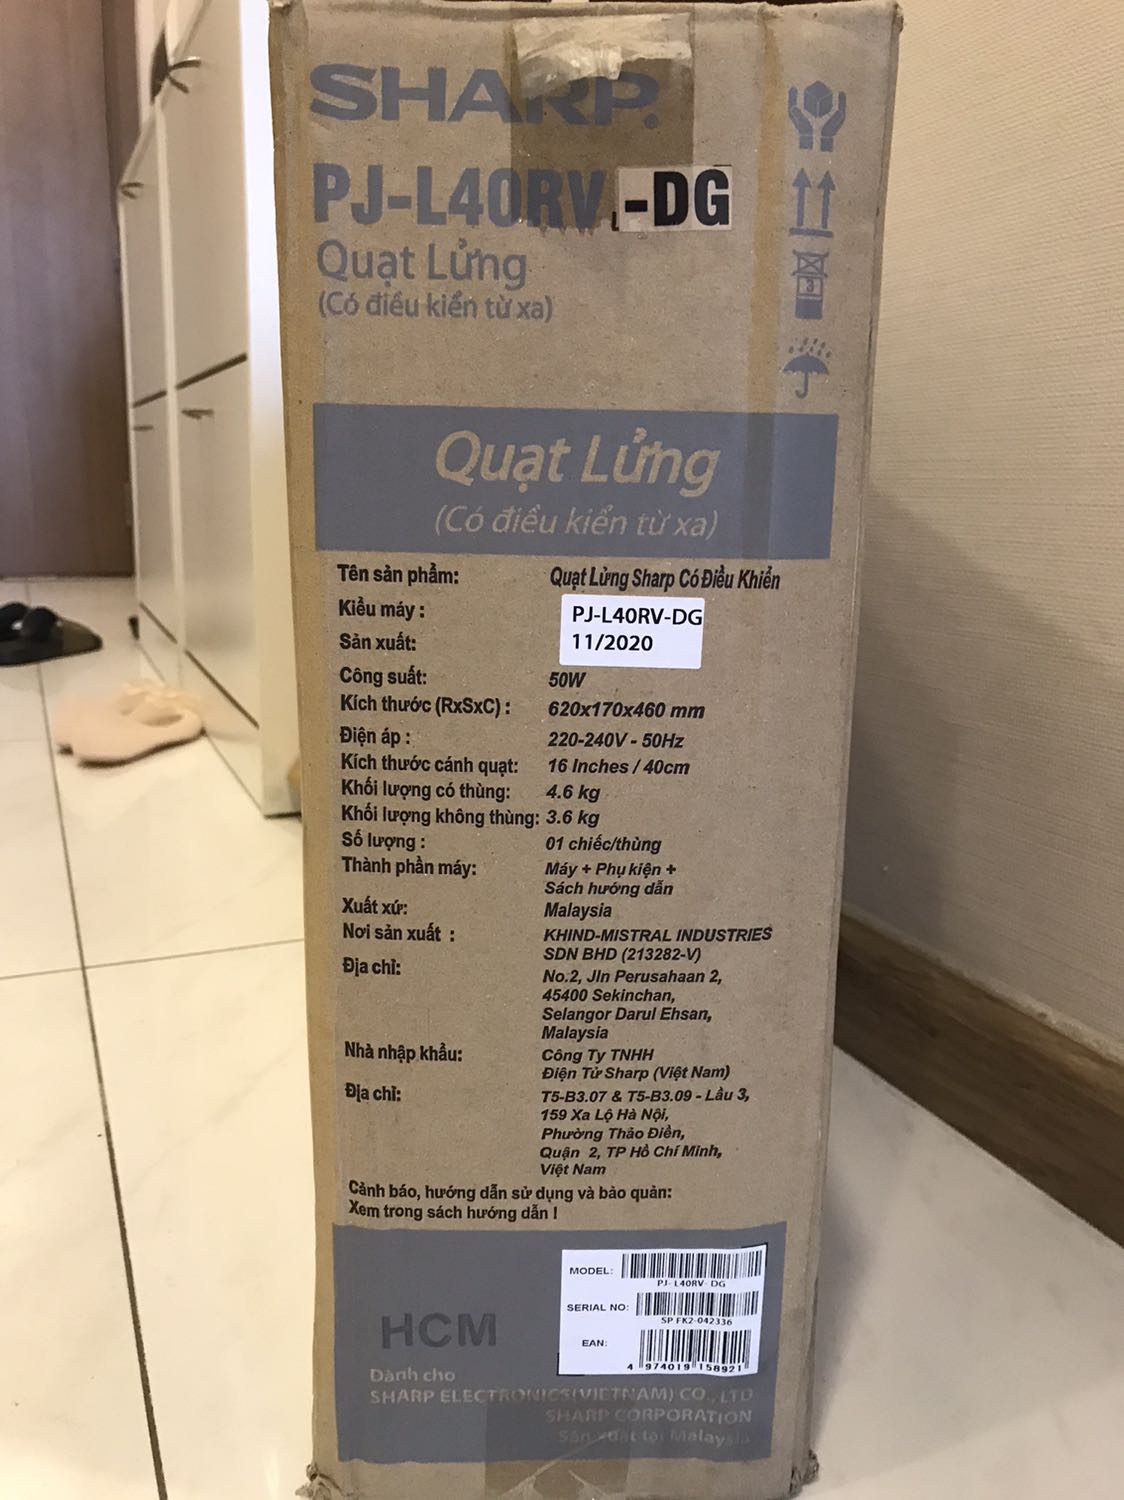 SHARP.
PJ-L40RV -DG
Quạt Lửng
(Có điều kiển từ xa)
3
Quạt Lửng
(Có điều kiển từ xa)
Tên sản phẩm: Quạt Lửng Sharp Có Điều Khiển
Kiểu máy : PJ-L40RV-DG
Sản xuất: 11/2020
Công suất: 50W
Kích thước (RxSxC) : 620x170x460 mm
Điện áp : 220-240V - 50Hz
Kích thước cánh quạt: 16 Inches / 40cm
Khối lượng có thùng: 4.6 kg
Khối lượng không thùng: 3.6 kg
Số lượng : 01 chiếc/thùng
Thành phần máy: Máy + Phụ kiện +
Sách hướng dẫn
Xuất xứ: Malaysia
Nơi sản xuất : KHIND-MISTRAL INDUSTRIES
SDN BHD (213282-V)
Địa chỉ: No.2, Jln Perusahaan 2,
45400 Sekinchan,
Selangor Darul Ehsan,
Malaysia
Nhà nhập khẩu: Công Ty TNHH
Điện Tử Sharp (Việt Nam)
Địa chỉ: T5-B3.07 & T5-B3.09 - Lầu 3,
159 Xa Lộ Hà Nội,
Phường Thảo Điền,
Quận 2, TP Hồ Chí Minh,
Việt Nam
Cảnh báo, hướng dẫn sử dụng và bảo quản:
Xem trong sách hướng dẫn !
MODEL:
PJ- L40RV- DG
SERIAL NO:
SP FK2-042336
EAN:
4 974019 158921
HCM
Dành cho
SHARP ELECTRONICS(VIETNAM) CO., LTD
SHARP CORPORATION
Sản xuất tại Malaysia